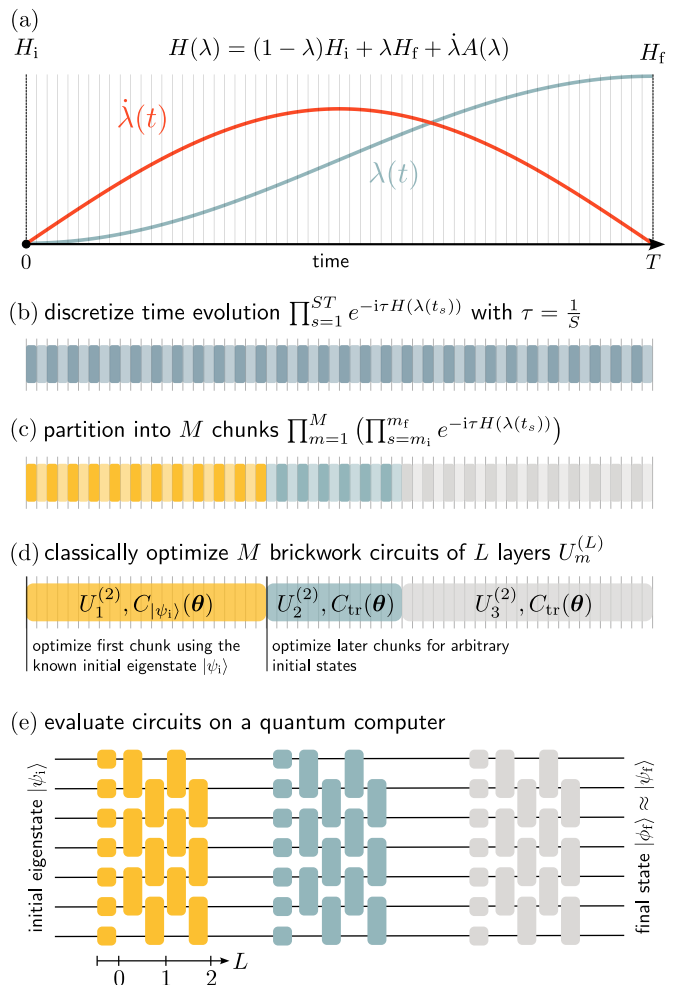 (a)
H_i
H(λ) = (1 − λ)H_i + λH_f + λ̇A(λ)
H_f
λ̇(t)
λ(t)
0
time
T
(b) discretize time evolution ∏_{s=1}^{ST} e^{−iτH(λ(t_s))} with τ = 1/S
(c) partition into M chunks ∏_{m=1}^{M} (∏_{s=m_i}^{m_f} e^{−iτH(λ(t_s))})
(d) classically optimize M brickwork circuits of L layers U_m^{(L)}
U_1^{(2)}, C_{|ψ_i⟩}(θ)
U_2^{(2)}, C_tr(θ)
U_3^{(2)}, C_tr(θ)
optimize first chunk using the
known initial eigenstate |ψ_i⟩
optimize later chunks for arbitrary
initial states
(e) evaluate circuits on a quantum computer
initial eigenstate |ψ_i⟩
final state |ϕ_f⟩ ≈ |ψ_f⟩
0
1
2
L